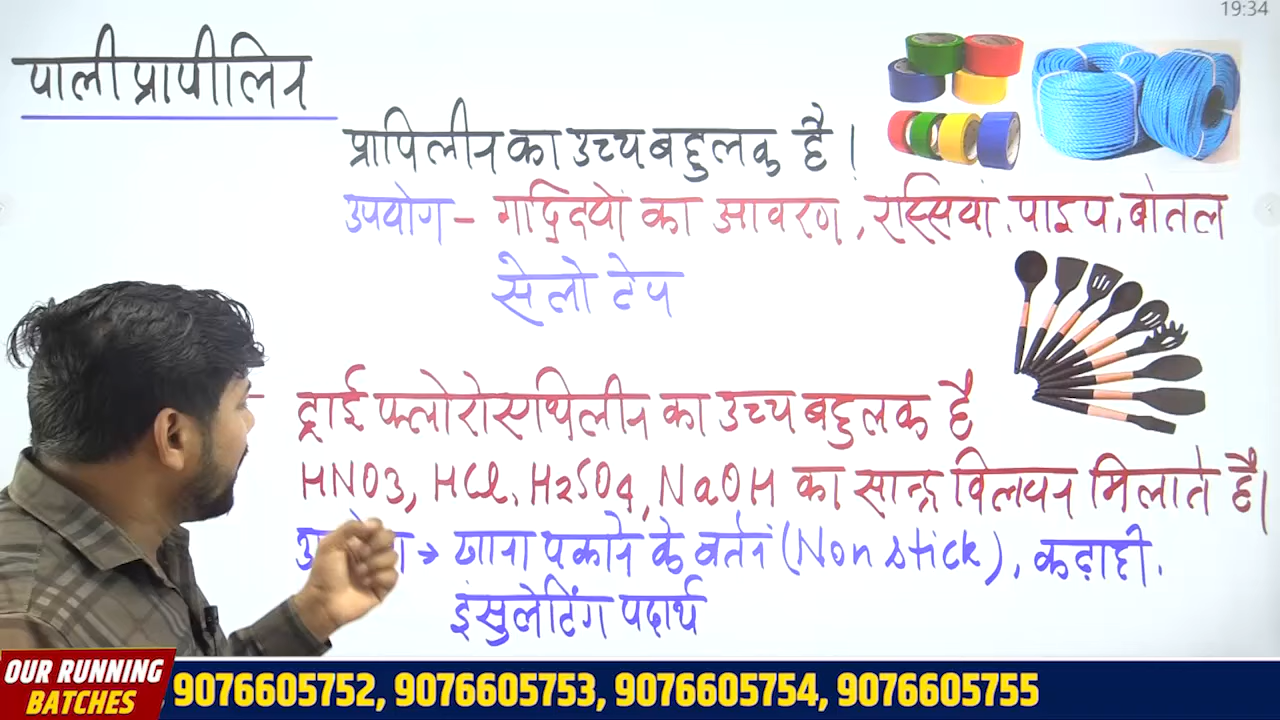 19:34
पाली प्रापीलिन
प्रापिलीन का उच्च बहुलक है।
उपयोग - गद्दियों का आवरण, रस्सियां, पाइप, बोतल
सेलो टेप
ट्राई फ्लोरोएथिलीन का उच्च बहुलक है
HNO3, HCl, H2SO4, NaOH का सान्द्र विलयन मिलाते है।
→ खाना पकाने के बर्तन (Non stick), कढ़ाही.
इंसुलेटिंग पदार्थ
OUR RUNNING BATCHES
9076605752, 9076605753, 9076605754, 9076605755